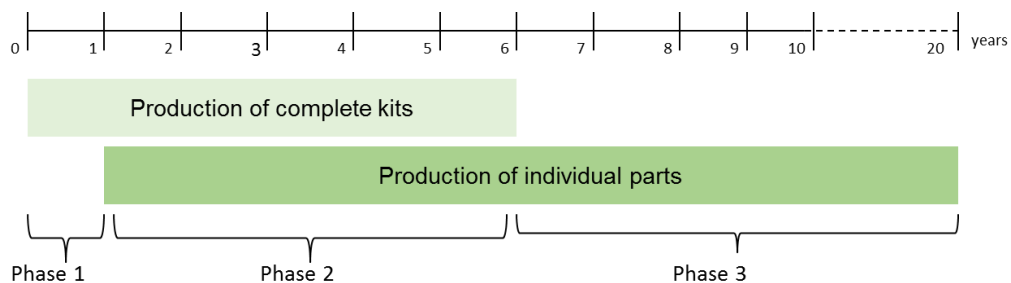 0 1 2 3 4 5 6 7 8 9 10 20 years
Production of complete kits
Production of individual parts
Phase 1 Phase 2 Phase 3